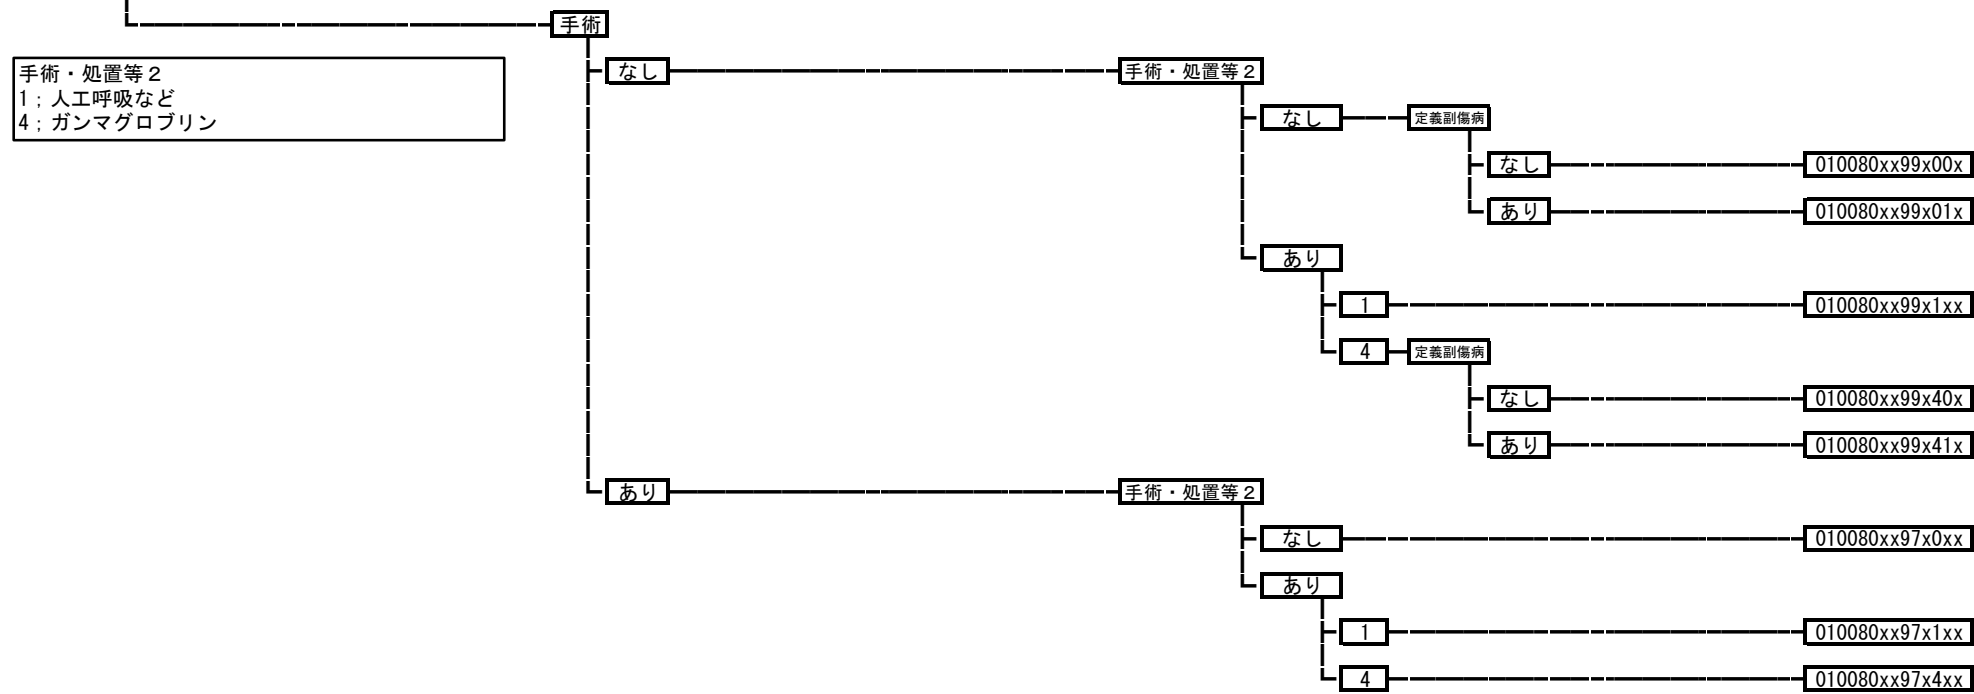 手術
手術・処置等２
1；人工呼吸など
4；ガンマグロブリン
なし
手術・処置等２
なし
定義副傷病
なし
010080xx99x00x
あり
010080xx99x01x
あり
1
010080xx99x1xx
4
定義副傷病
なし
010080xx99x40x
あり
010080xx99x41x
あり
手術・処置等２
なし
010080xx97x0xx
あり
1
010080xx97x1xx
4
010080xx97x4xx